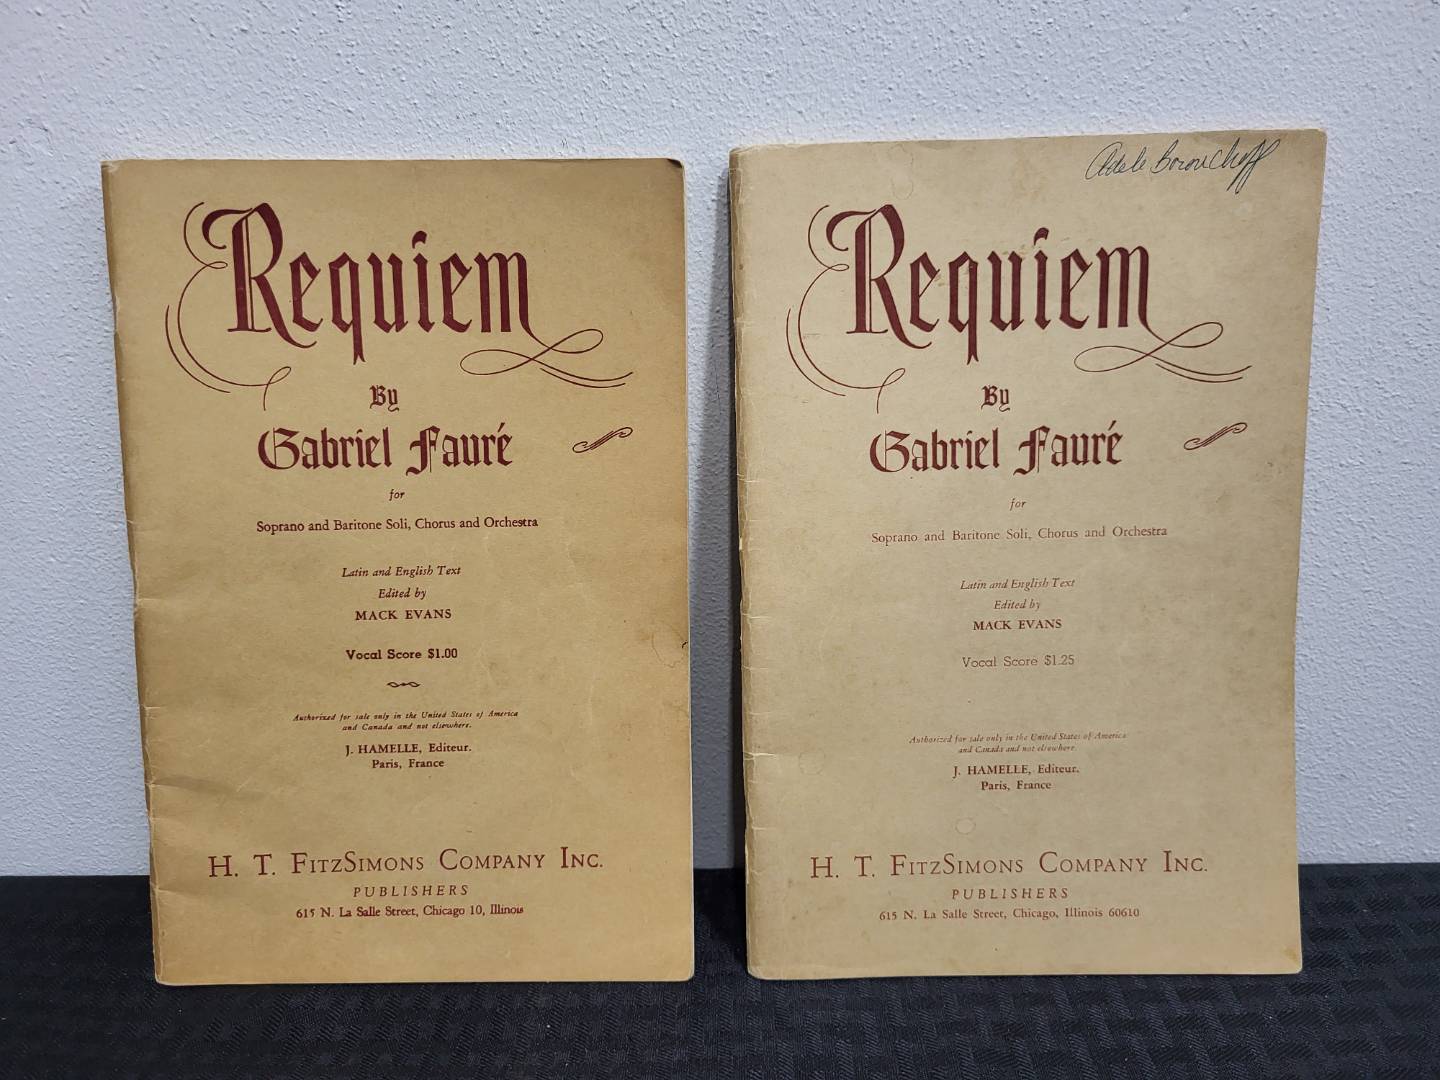 Requiem
By
Gabriel Fauré
for
Soprano and Baritone Soli, Chorus and Orchestra
Latin and English Text
Edited by
MACK EVANS
Vocal Score $1.00
Authorized for sale only in the United States of America
and Canada and not elsewhere.
J. HAMELLE, Editeur.
Paris, France
H. T. FITZSIMONS COMPANY INC.
PUBLISHERS
615 N. La Salle Street, Chicago 10, Illinois
Adele Borouchoff
Requiem
By
Gabriel Fauré
for
Soprano and Baritone Soli, Chorus and Orchestra
Latin and English Text
Edited by
MACK EVANS
Vocal Score $1.25
Authorized for sale only in the United States of America
and Canada and not elsewhere.
J. HAMELLE, Editeur.
Paris, France
H. T. FITZSIMONS COMPANY INC.
PUBLISHERS
615 N. La Salle Street, Chicago, Illinois 60610